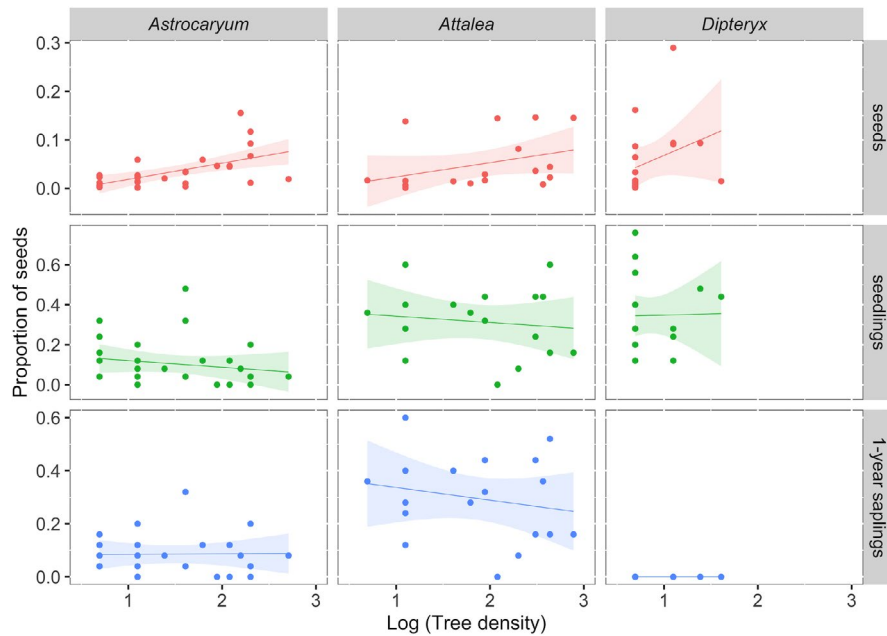 Astrocaryum Attalea Dipteryx
0.3
0.2
0.1
0.0
seeds
Proportion of seeds
0.6
0.4
0.2
0.0
seedlings
0.6
0.4
0.2
0.0
1-year saplings
1 2 3 1 2 3 1 2 3
Log (Tree density)